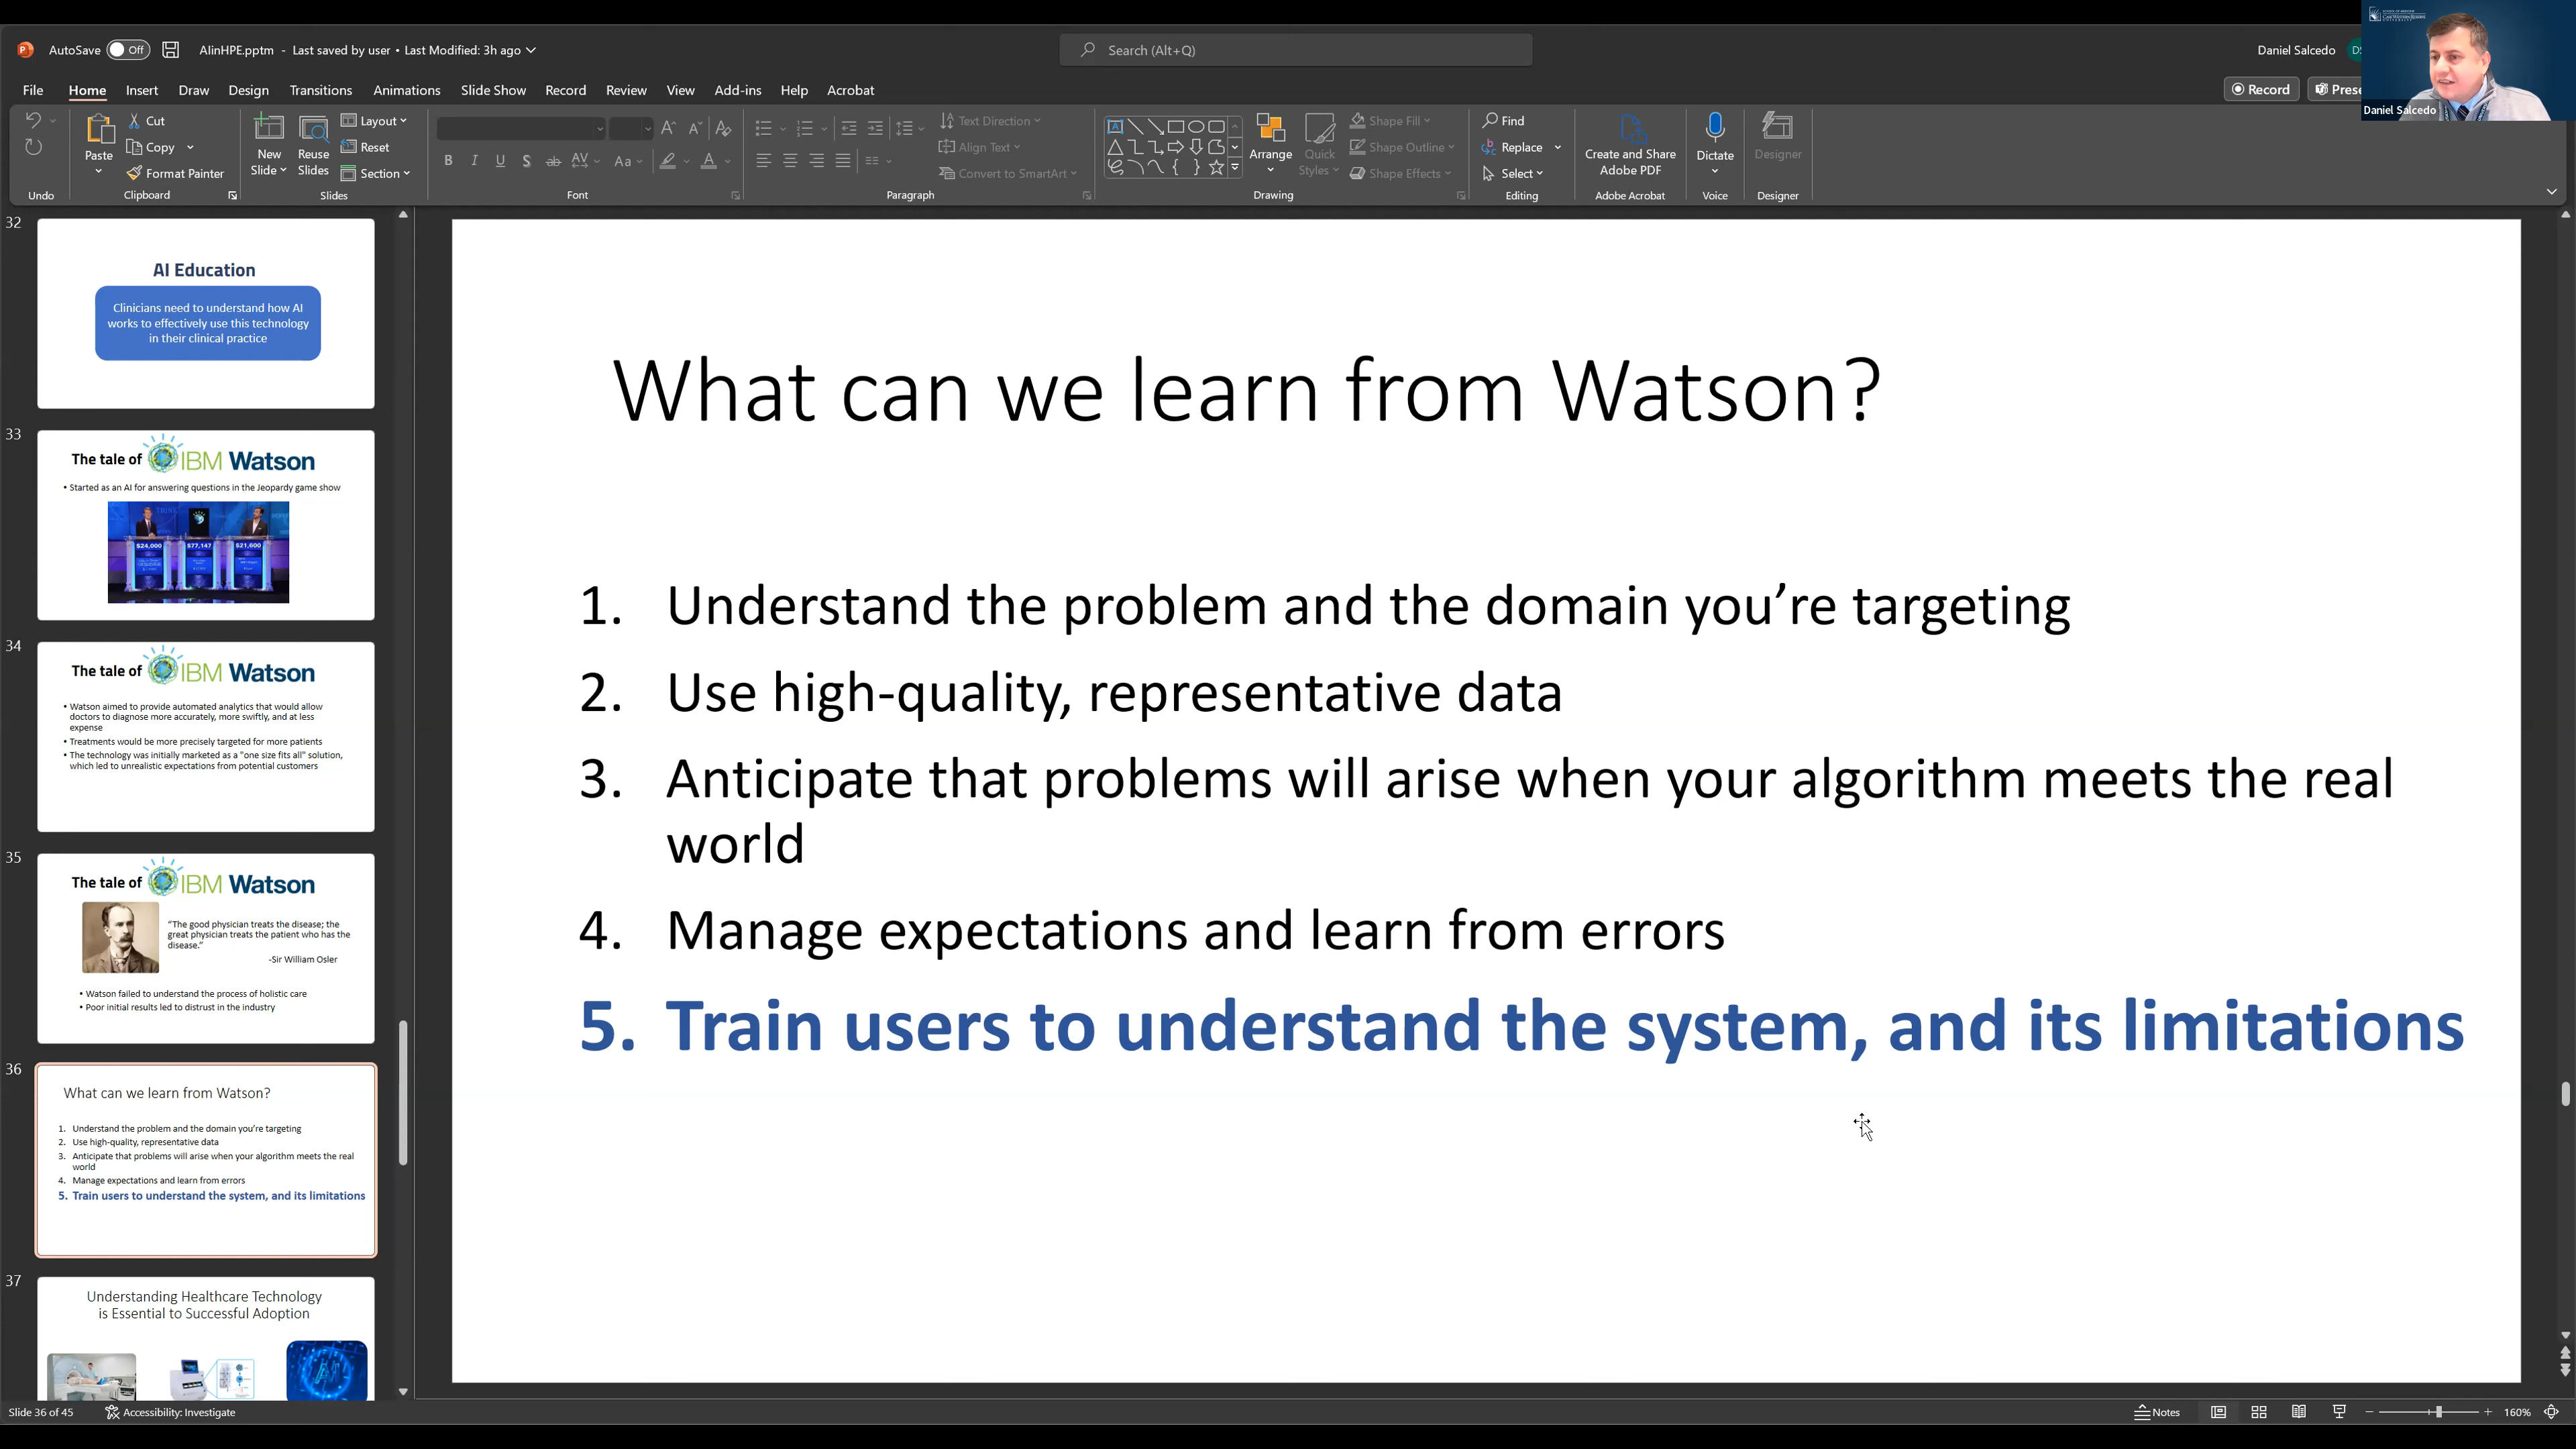 AutoSave Off AIinHPE.pptm - Last saved by user • Last Modified: 3h ago
Search (Alt+Q)
Daniel Salcedo
File Home Insert Draw Design Slide Show Transitions Animations Record Review View Add-ins Help Acrobat
Record
Daniel Salcedo
Paste
Cut
Copy
Format Painter
New Slide
Reuse Slides
Layout
Reset
Section
B I U S ab AV Aa A
Text Direction
Align Text
Convert to SmartArt
Arrange
Quick Styles
Shape Fill
Shape Outline
Shape Effects
Find
Replace
Select
Create and Share Adobe PDF
Dictate
Designer
Undo Clipboard Slides Font Paragraph Drawing Editing Adobe Acrobat Voice Designer
32
AI Education
Clinicians need to understand how AI
works to effectively use this technology
in their clinical practice
33
The tale of IBM Watson
• Started as an AI for answering questions in the Jeopardy game show
$24,000 $77,147 $21,600
34
The tale of IBM Watson
• Watson aimed to provide automated analytics that would allow
doctors to diagnose more accurately, more swiftly, and at less
expense
• Treatments would be more precisely targeted for more patients
• The technology was initially marketed as a "one size fits all" solution,
which led to unrealistic expectations from potential customers
35
The tale of IBM Watson
“The good physician treats the disease; the
great physician treats the patient who has the
disease.”
-Sir William Osler
• Watson failed to understand the process of holistic care
• Poor initial results led to distrust in the industry
36
What can we learn from Watson?
1. Understand the problem and the domain you’re targeting
2. Use high-quality, representative data
3. Anticipate that problems will arise when your algorithm meets the real
world
4. Manage expectations and learn from errors
5. Train users to understand the system, and its limitations
37
Understanding Healthcare Technology
is Essential to Successful Adoption
What can we learn from Watson?
1. Understand the problem and the domain you’re targeting
2. Use high-quality, representative data
3. Anticipate that problems will arise when your algorithm meets the real
world
4. Manage expectations and learn from errors
5. Train users to understand the system, and its limitations
Slide 36 of 45 Accessibility: Investigate Notes 160%